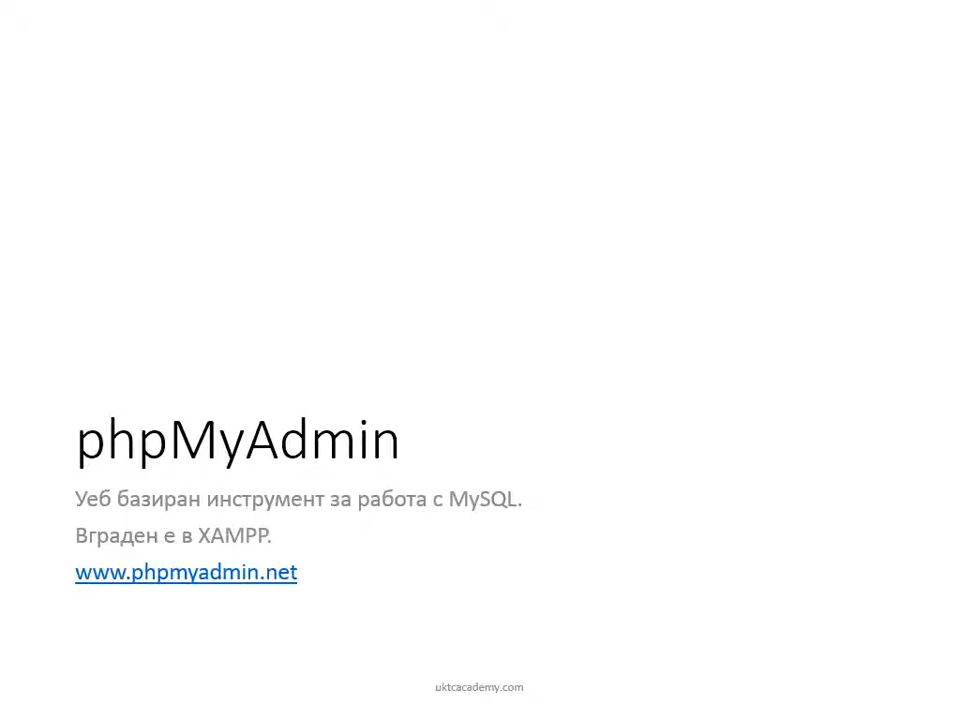 phpMyAdmin
Уеб базиран инструмент за работа с MySQL.
Вграден е в XAMPP.
www.phpmyadmin.net
uktcacademy.com